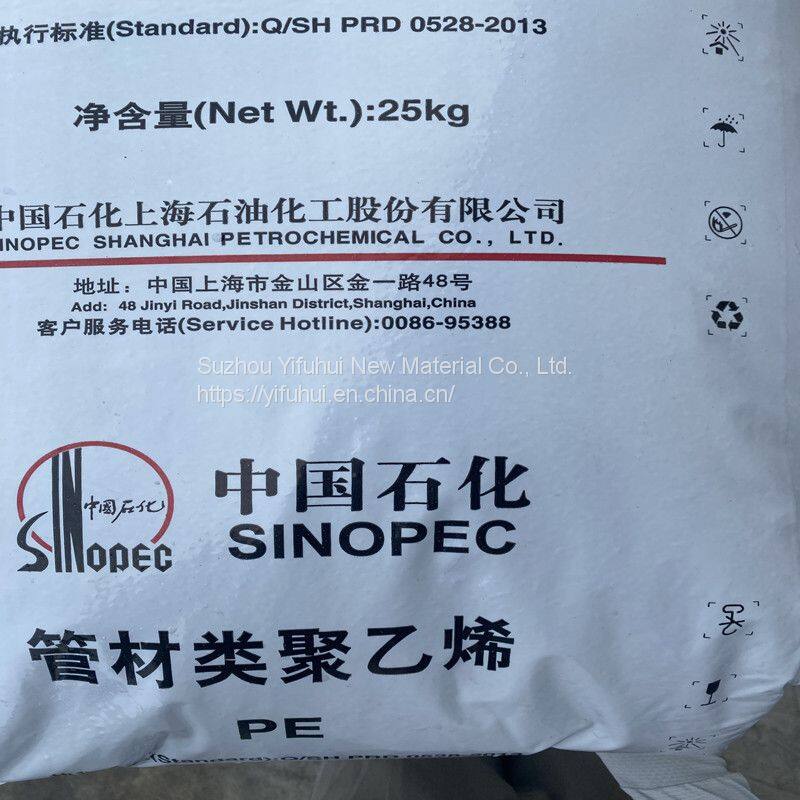 执行标准(Standard):Q/SH PRD 0528-2013
净含量(Net Wt.):25kg
中国石化上海石油化工股份有限公司
INOPEC SHANGHAI PETROCHEMICAL CO., LTD.
地址：中国上海市金山区金一路48号
Add: 48 Jinyi Road,Jinshan District,Shanghai,China
客户服务电话(Service Hotline):0086-95388
Suzhou Yifuhui New Material Co., Ltd.
https://yifuhui.en.china.cn/
中国石化
SINOPEC
中国石化
SINOPEC
管材类聚乙烯
PE
(Standard):Q/SH PRD